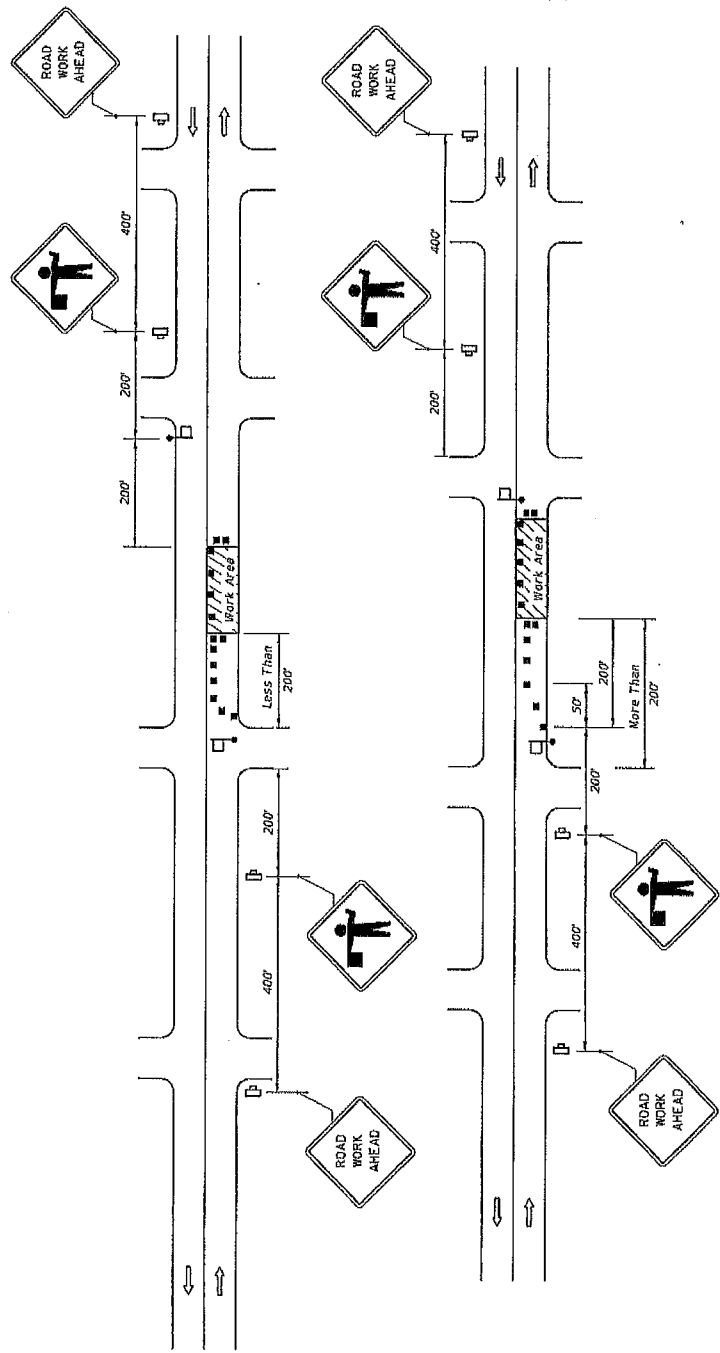 ROAD
WORK
AHEAD
400'
200'
200'
Work Area
Less Than
200'
200'
400'
ROAD
WORK
AHEAD
ROAD
WORK
AHEAD
400'
200'
Work Area
200'
More Than
200'
50'
200'
400'
ROAD
WORK
AHEAD